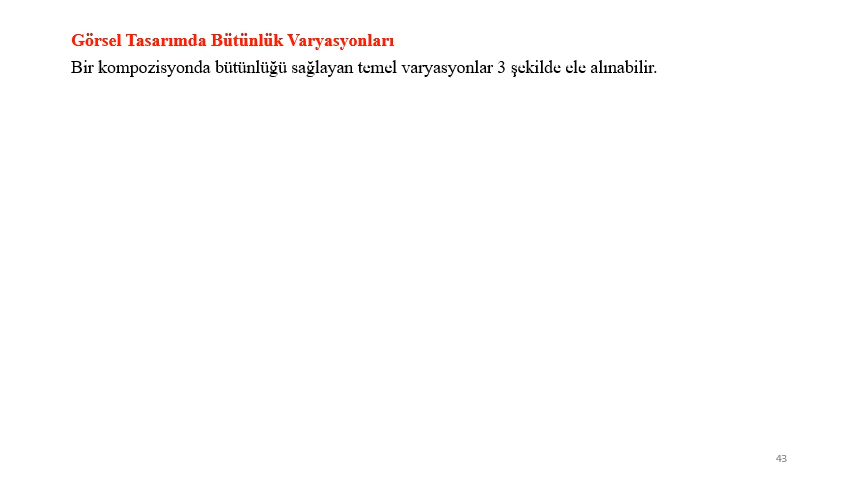 Görsel Tasarımda Bütünlük Varyasyonları
Bir kompozisyonda bütünlüğü sağlayan temel varyasyonlar 3 şekilde ele alınabilir.
43